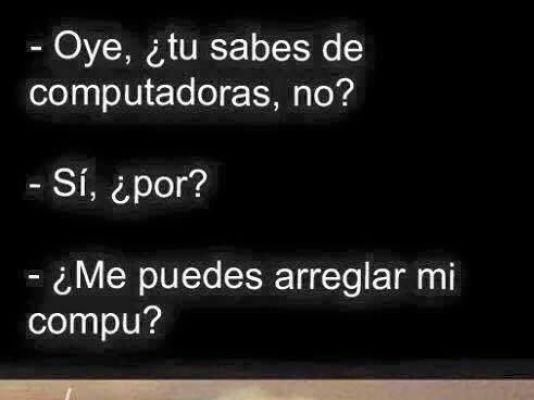 - Oye, ¿tu sabes de
computadoras, no?
- Sí, ¿por?
- ¿Me puedes arreglar mi
compu?